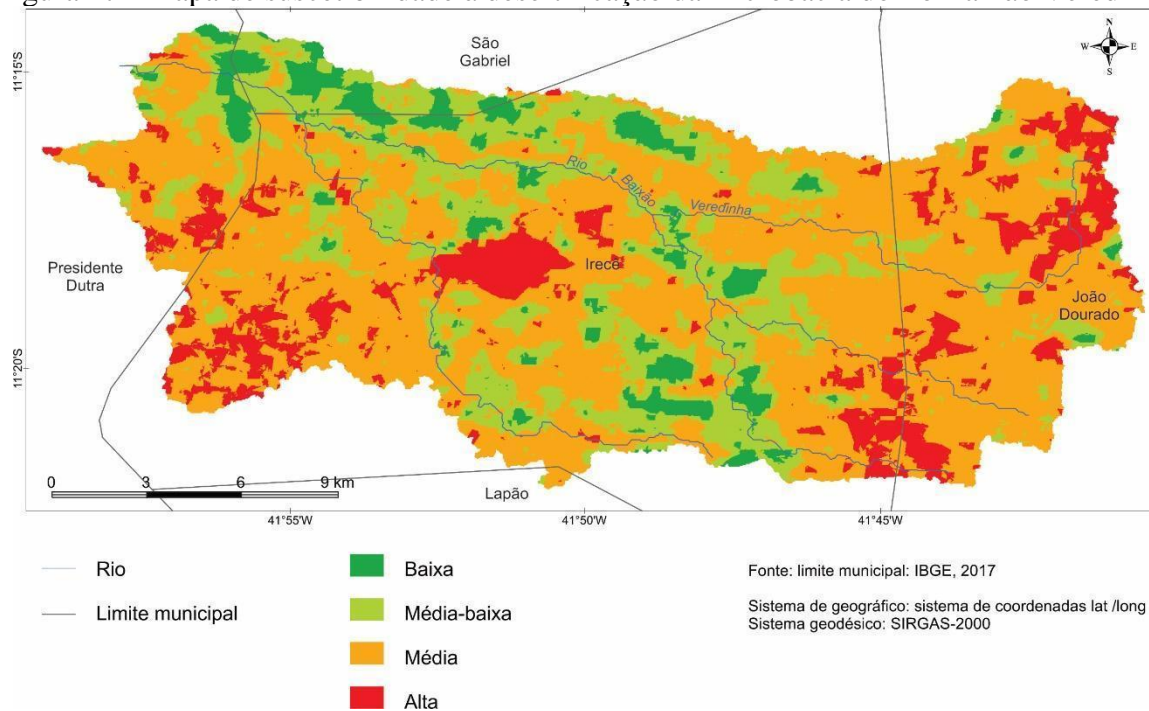 São
Gabriel
N
W E
S
11°15'S
Rio
Baixão
Veredinha
Irecê
Presidente
Dutra
João
Dourado
11°20'S
0 3 6 9 km
Lapão
41°55'W 41°50'W 41°45'W
Rio
Limite municipal
Baixa
Média-baixa
Média
Alta
Fonte: limite municipal: IBGE, 2017
Sistema de geográfico: sistema de coordenadas lat /long
Sistema geodésico: SIRGAS-2000